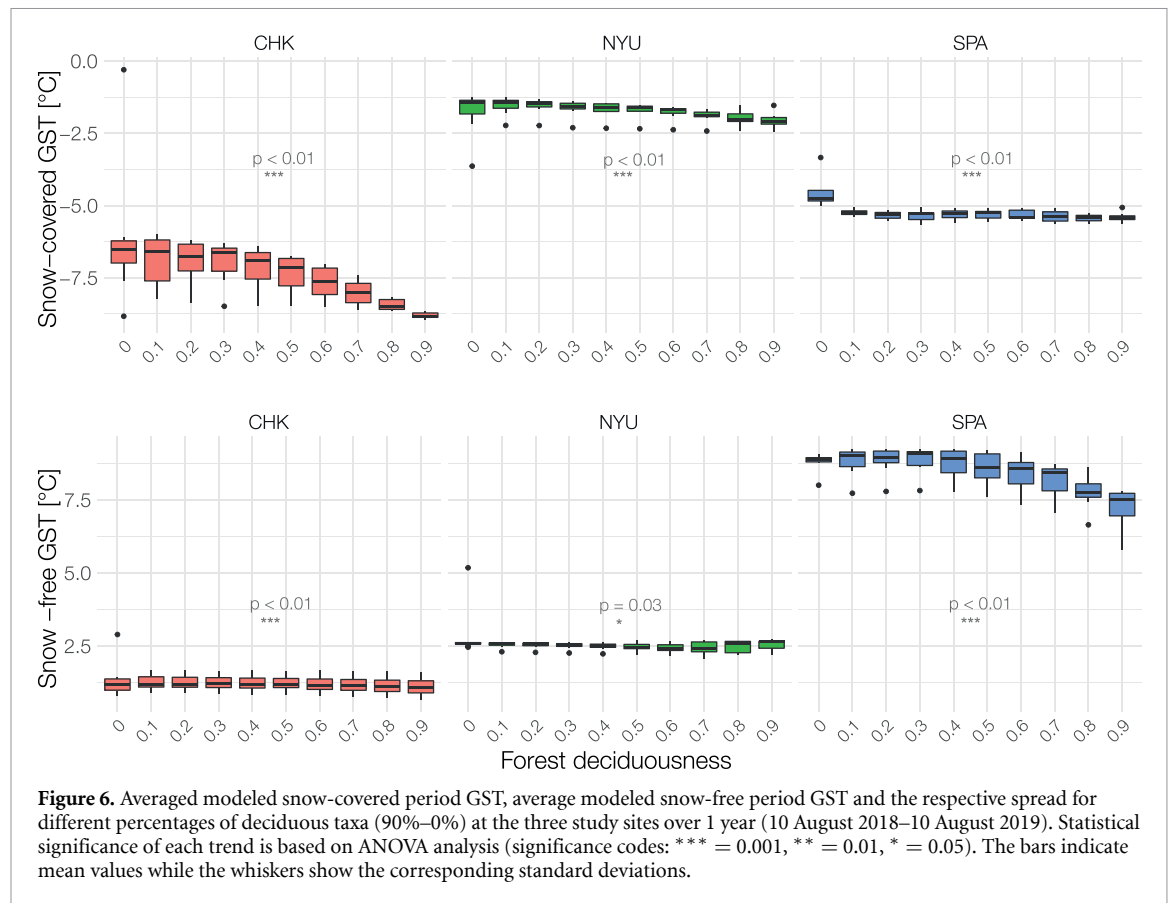 CHK NYU SPA
Snow-covered GST [°C]
0.0
-2.5
-5.0
-7.5
p < 0.01
***
p < 0.01
***
p < 0.01
***
0 0.1 0.2 0.3 0.4 0.5 0.6 0.7 0.8 0.9 0 0.1 0.2 0.3 0.4 0.5 0.6 0.7 0.8 0.9 0 0.1 0.2 0.3 0.4 0.5 0.6 0.7 0.8 0.9
CHK NYU SPA
Snow -free GST [°C]
7.5
5.0
2.5
p < 0.01
***
p = 0.03
*
p < 0.01
***
0 0.1 0.2 0.3 0.4 0.5 0.6 0.7 0.8 0.9 0 0.1 0.2 0.3 0.4 0.5 0.6 0.7 0.8 0.9 0 0.1 0.2 0.3 0.4 0.5 0.6 0.7 0.8 0.9
Forest deciduousness
Figure 6. Averaged modeled snow-covered period GST, average modeled snow-free period GST and the respective spread for
different percentages of deciduous taxa (90%–0%) at the three study sites over 1 year (10 August 2018–10 August 2019). Statistical
significance of each trend is based on ANOVA analysis (significance codes: *** = 0.001, ** = 0.01, * = 0.05). The bars indicate
mean values while the whiskers show the corresponding standard deviations.